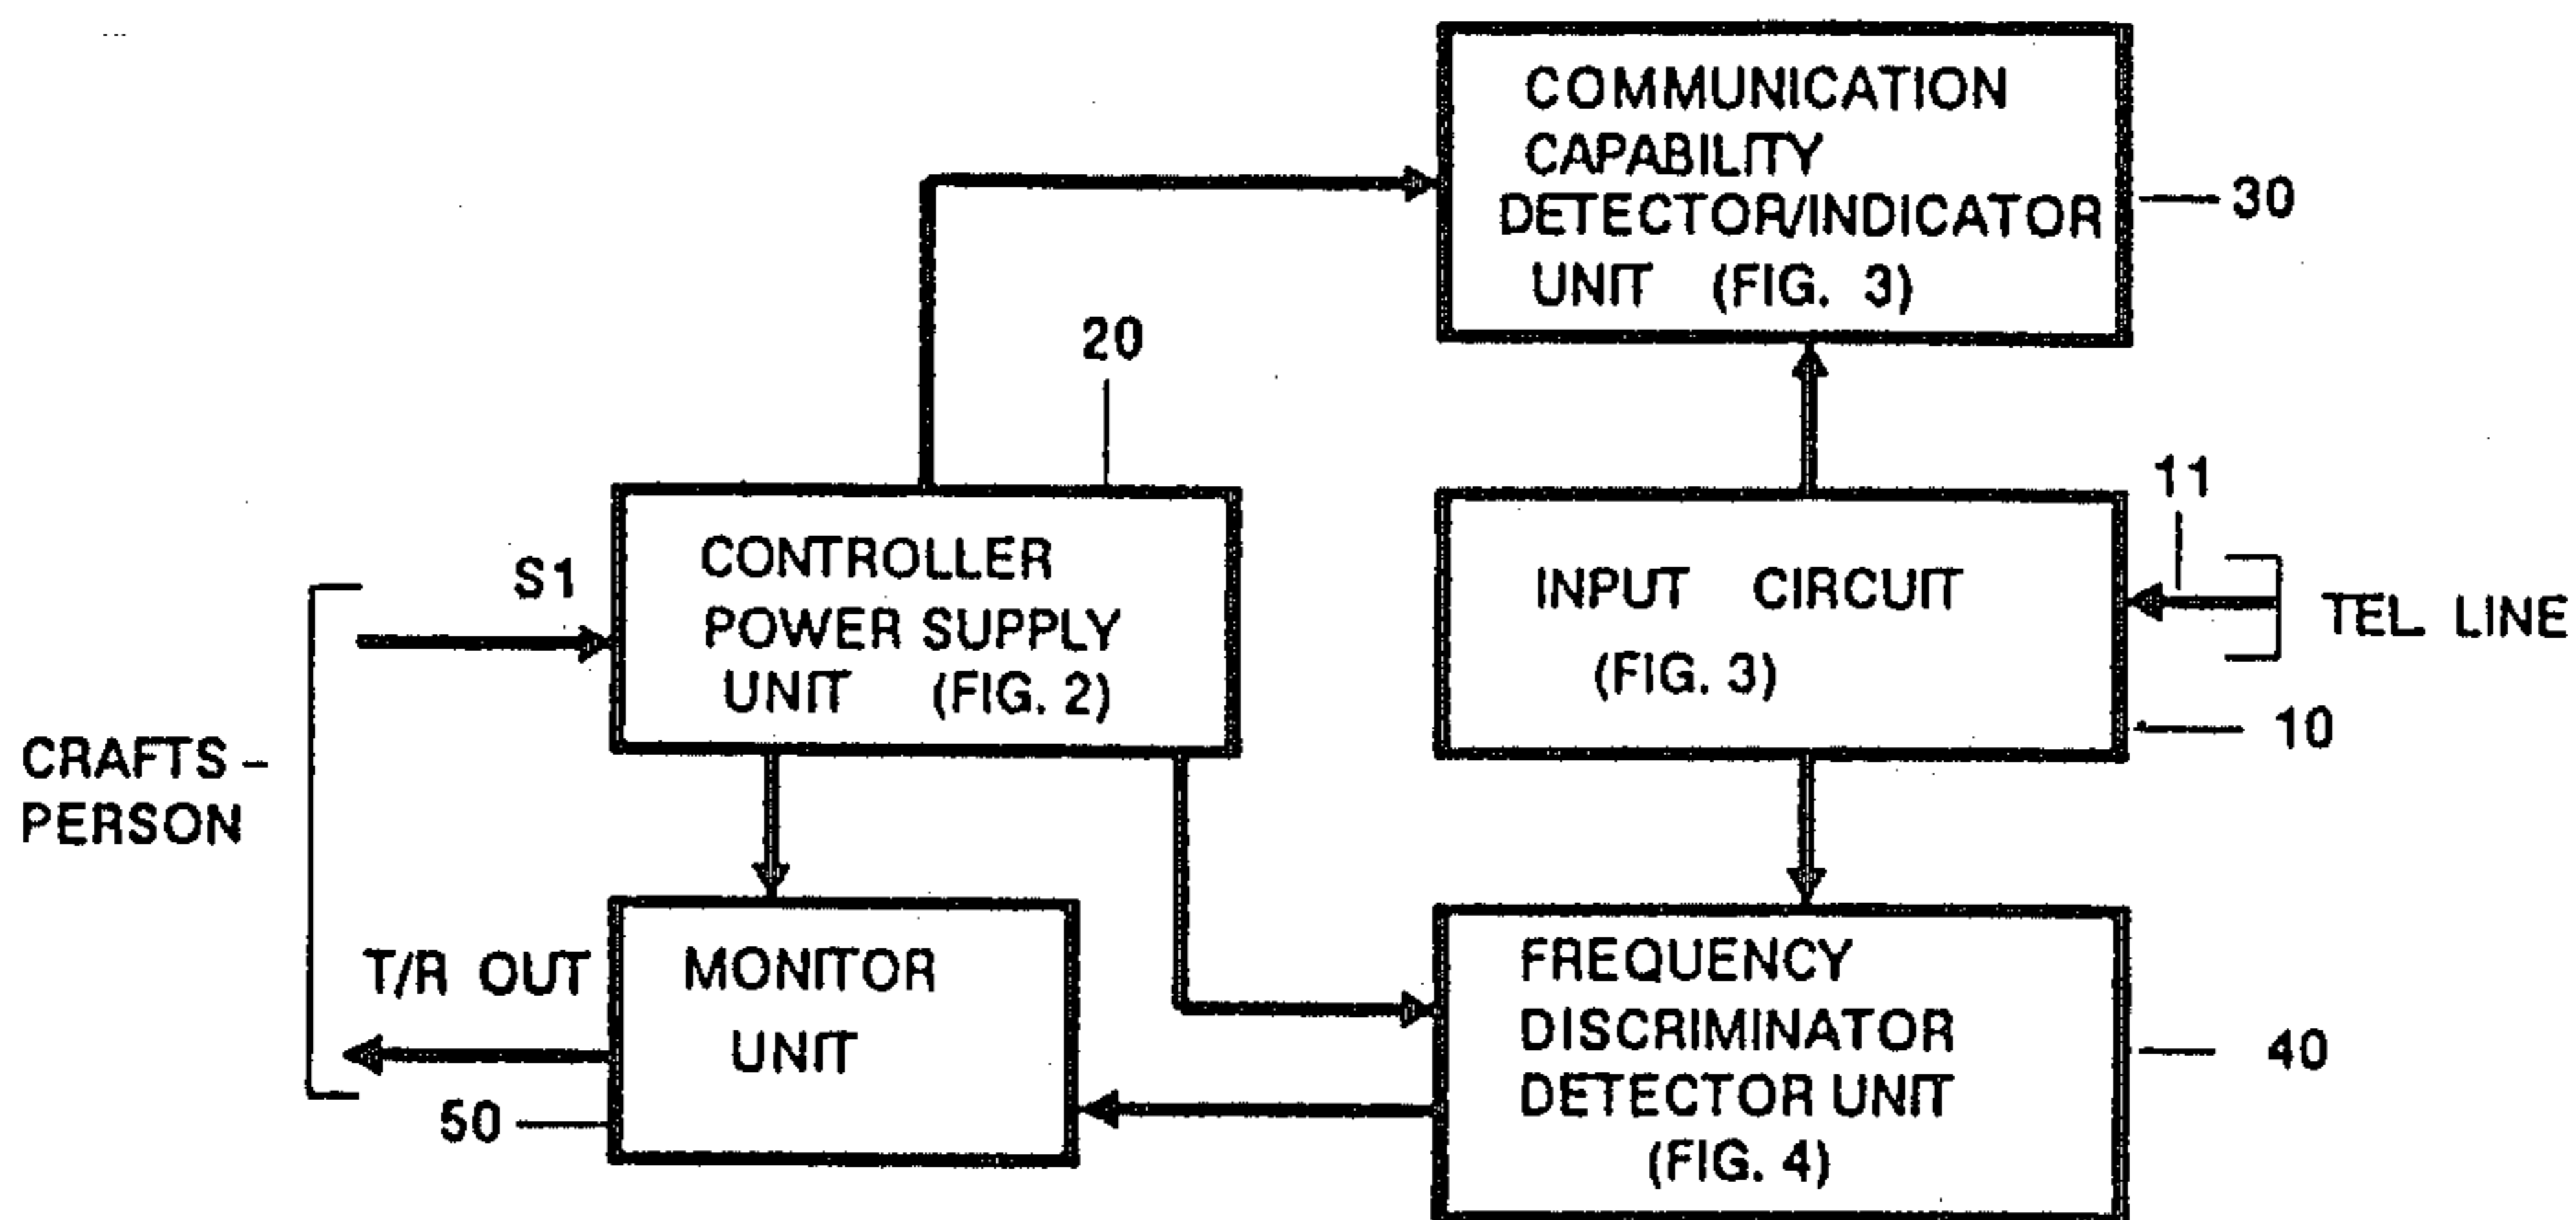 COMMUNICATION
CAPABILITY
DETECTOR/INDICATOR
UNIT (FIG. 3)
30
20
11
S1
CONTROLLER
POWER SUPPLY
UNIT (FIG. 2)
INPUT CIRCUIT
(FIG. 3)
TEL. LINE
10
CRAFTS-
PERSON
T/R OUT
MONITOR
UNIT
50
FREQUENCY
DISCRIMINATOR
DETECTOR UNIT
(FIG. 4)
40